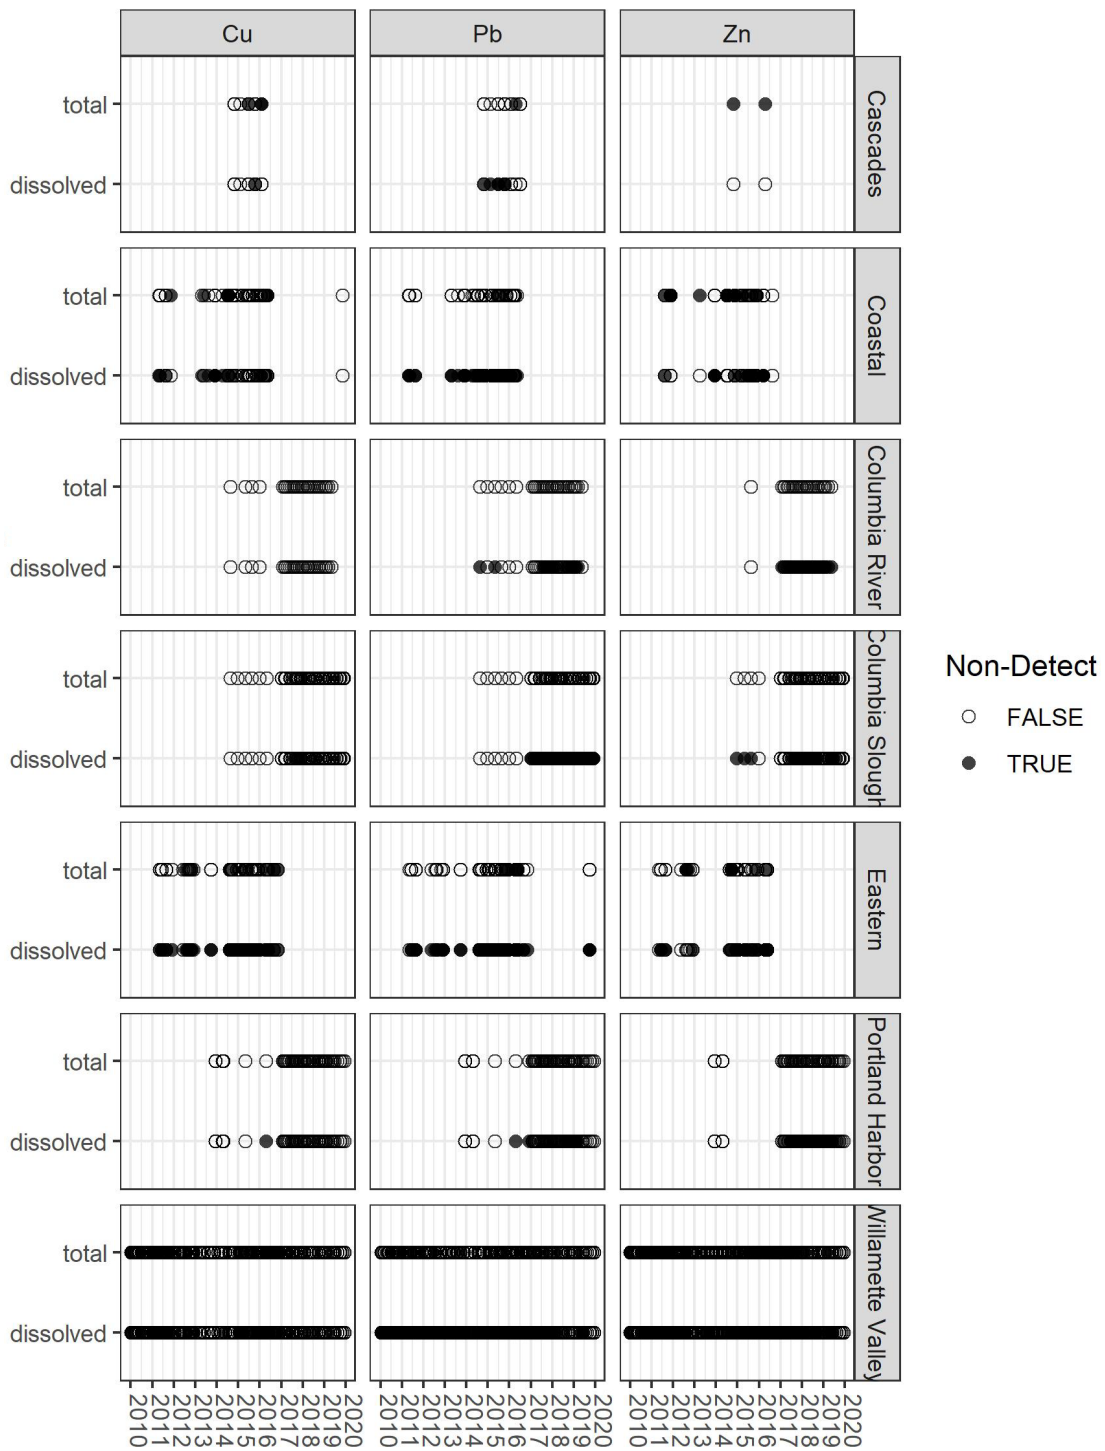 Cu Pb Zn
total
dissolved
Cascades
total
dissolved
Coastal
total
dissolved
Columbia River
total
dissolved
Columbia Slough
total
dissolved
Eastern
total
dissolved
Portland Harbor
total
dissolved
Willamette Valley
Non-Detect
FALSE
TRUE
2010 2011 2012 2013 2014 2015 2016 2017 2018 2019 2020
2010 2011 2012 2013 2014 2015 2016 2017 2018 2019 2020
2010 2011 2012 2013 2014 2015 2016 2017 2018 2019 2020